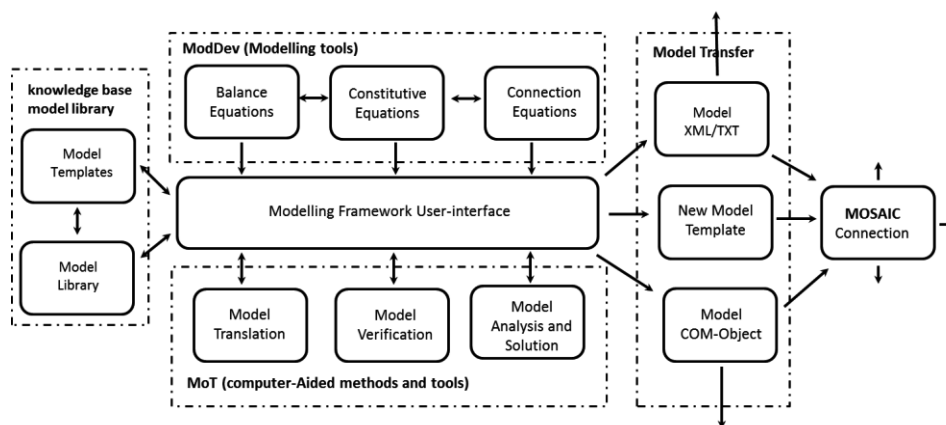 ModDev (Modelling tools)
Balance
Equations
Constitutive
Equations
Connection
Equations
knowledge base
model library
Model
Templates
Model
Library
Modelling Framework User-interface
Model
Translation
Model
Verification
Model
Analysis and
Solution
MoT (computer-Aided methods and tools)
Model Transfer
Model
XML/TXT
New Model
Template
Model
COM-Object
MOSAIC
Connection